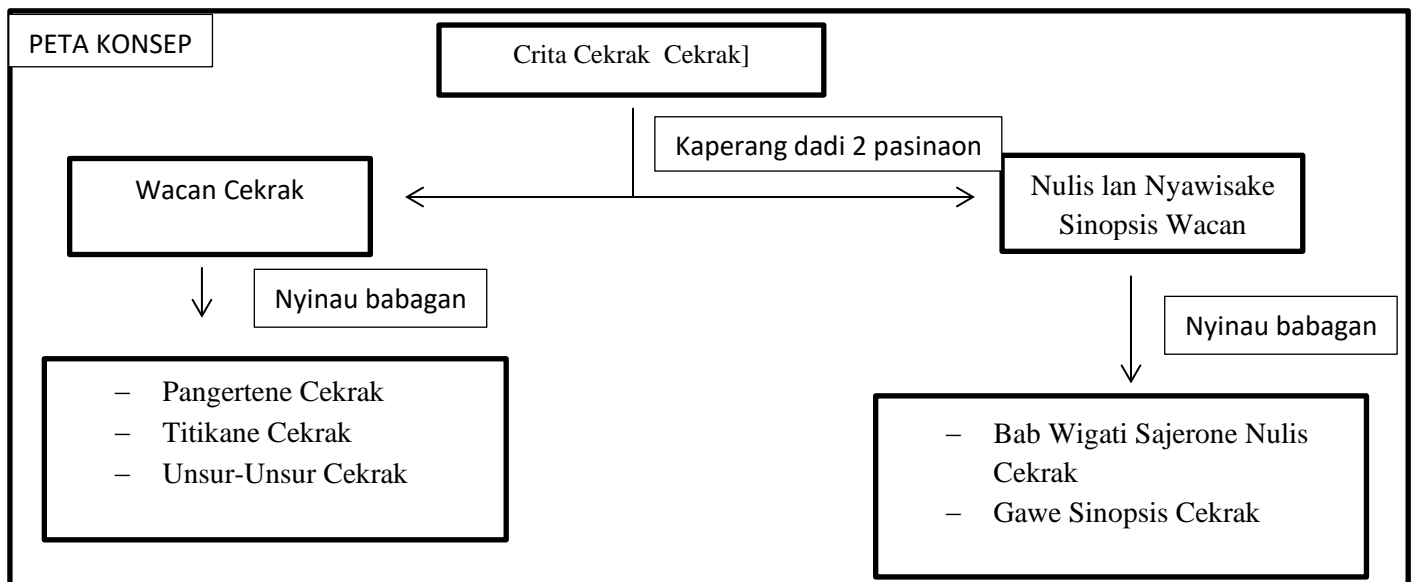 PETA KONSEP
Crita Cekrak  Cekrak]
Kaperang dadi 2 pasinaon
Wacan Cekrak
Nulis lan Nyawisake
Sinopsis Wacan
Nyinau babagan
Nyinau babagan
– Pangertene Cekrak
– Titikane Cekrak
– Unsur-Unsur Cekrak
– Bab Wigati Sajerone Nulis
Cekrak
– Gawe Sinopsis Cekrak